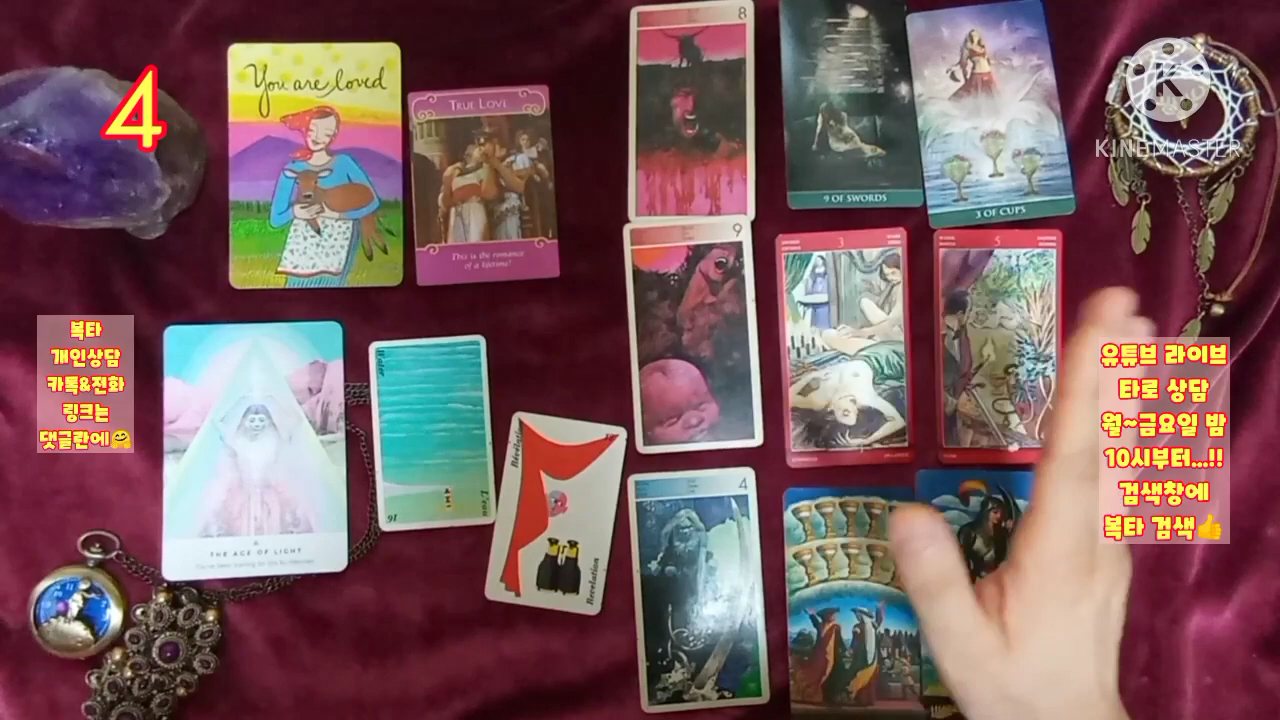 4
You are loved
TRUE LOVE
This is the romance
of a lifetime!
8
9 OF SWORDS
3 OF CUPS
K
KINEMASTER
복타
개인상담
카톡&전화
링크는
댓글란에🤗
유튜브 라이브
타로 상담
월~금요일 밤
10시부터...!!
검색창에
복타 검색👍
9
3
5
Water
L'eau
16
Révélation
Revelation
THE AGE OF LIGHT
4